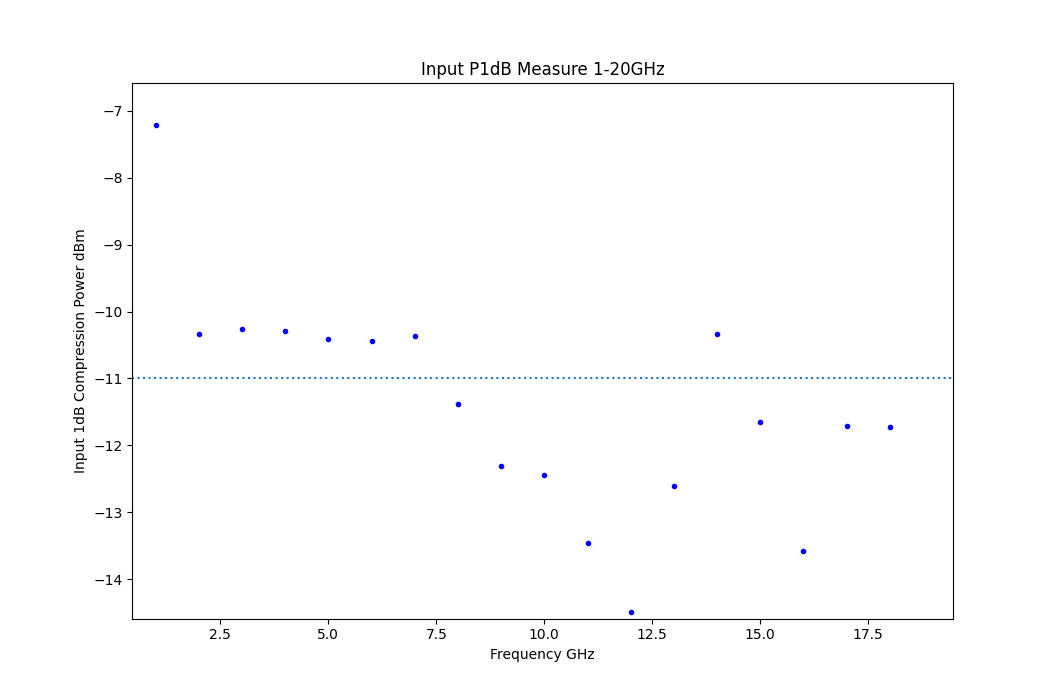 Input P1dB Measure 1-20GHz
−7
−8
−9
−10
−11
−12
−13
−14
Input 1dB Compression Power dBm
2.5 5.0 7.5 10.0 12.5 15.0 17.5
Frequency GHz